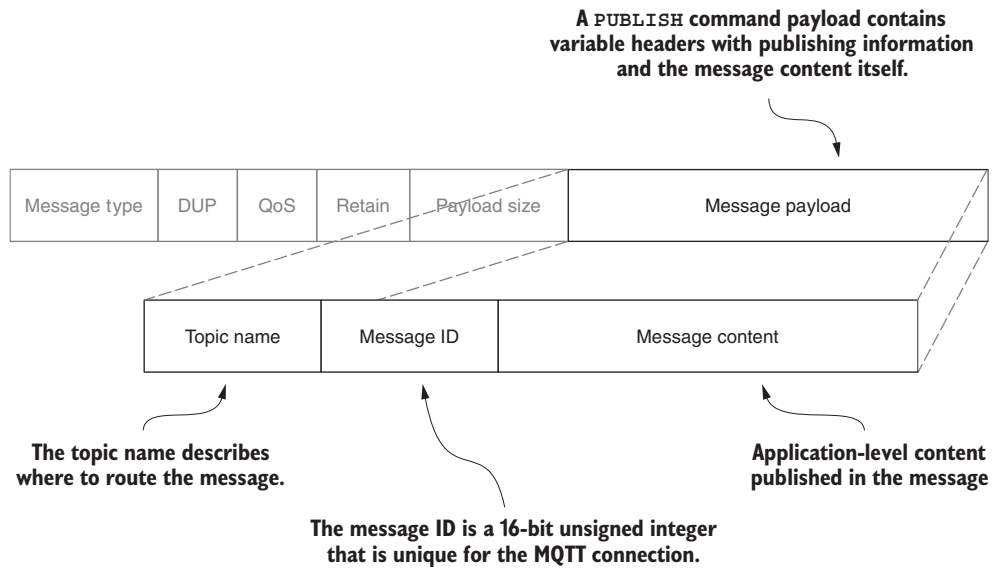 A PUBLISH command payload contains
variable headers with publishing information
and the message content itself.
Message type DUP QoS Retain Payload size Message payload
Topic name Message ID Message content
The topic name describes
where to route the message.
Application-level content
published in the message
The message ID is a 16-bit unsigned integer
that is unique for the MQTT connection.